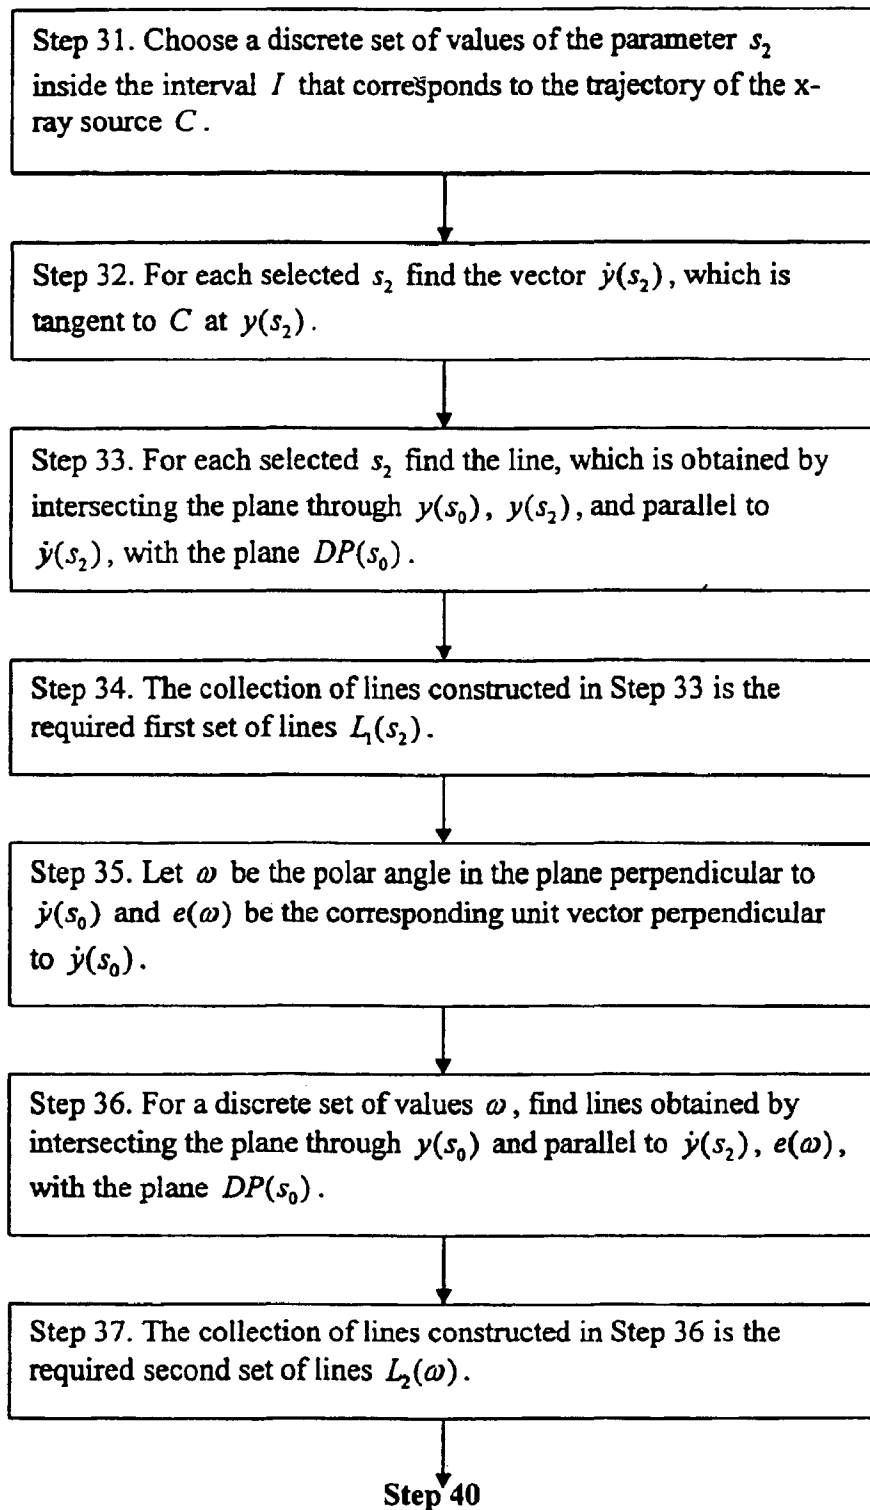 Step 31. Choose a discrete set of values of the parameter s₂
inside the interval I that corresponds to the trajectory of the x-
ray source C.
Step 32. For each selected s₂ find the vector ẏ(s₂), which is
tangent to C at y(s₂).
Step 33. For each selected s₂ find the line, which is obtained by
intersecting the plane through y(s₀), y(s₂), and parallel to
ẏ(s₂), with the plane DP(s₀).
Step 34. The collection of lines constructed in Step 33 is the
required first set of lines L₁(s₂).
Step 35. Let ω be the polar angle in the plane perpendicular to
ẏ(s₀) and e(ω) be the corresponding unit vector perpendicular
to ẏ(s₀).
Step 36. For a discrete set of values ω, find lines obtained by
intersecting the plane through y(s₀) and parallel to ẏ(s₂), e(ω),
with the plane DP(s₀).
Step 37. The collection of lines constructed in Step 36 is the
required second set of lines L₂(ω).
Step 40